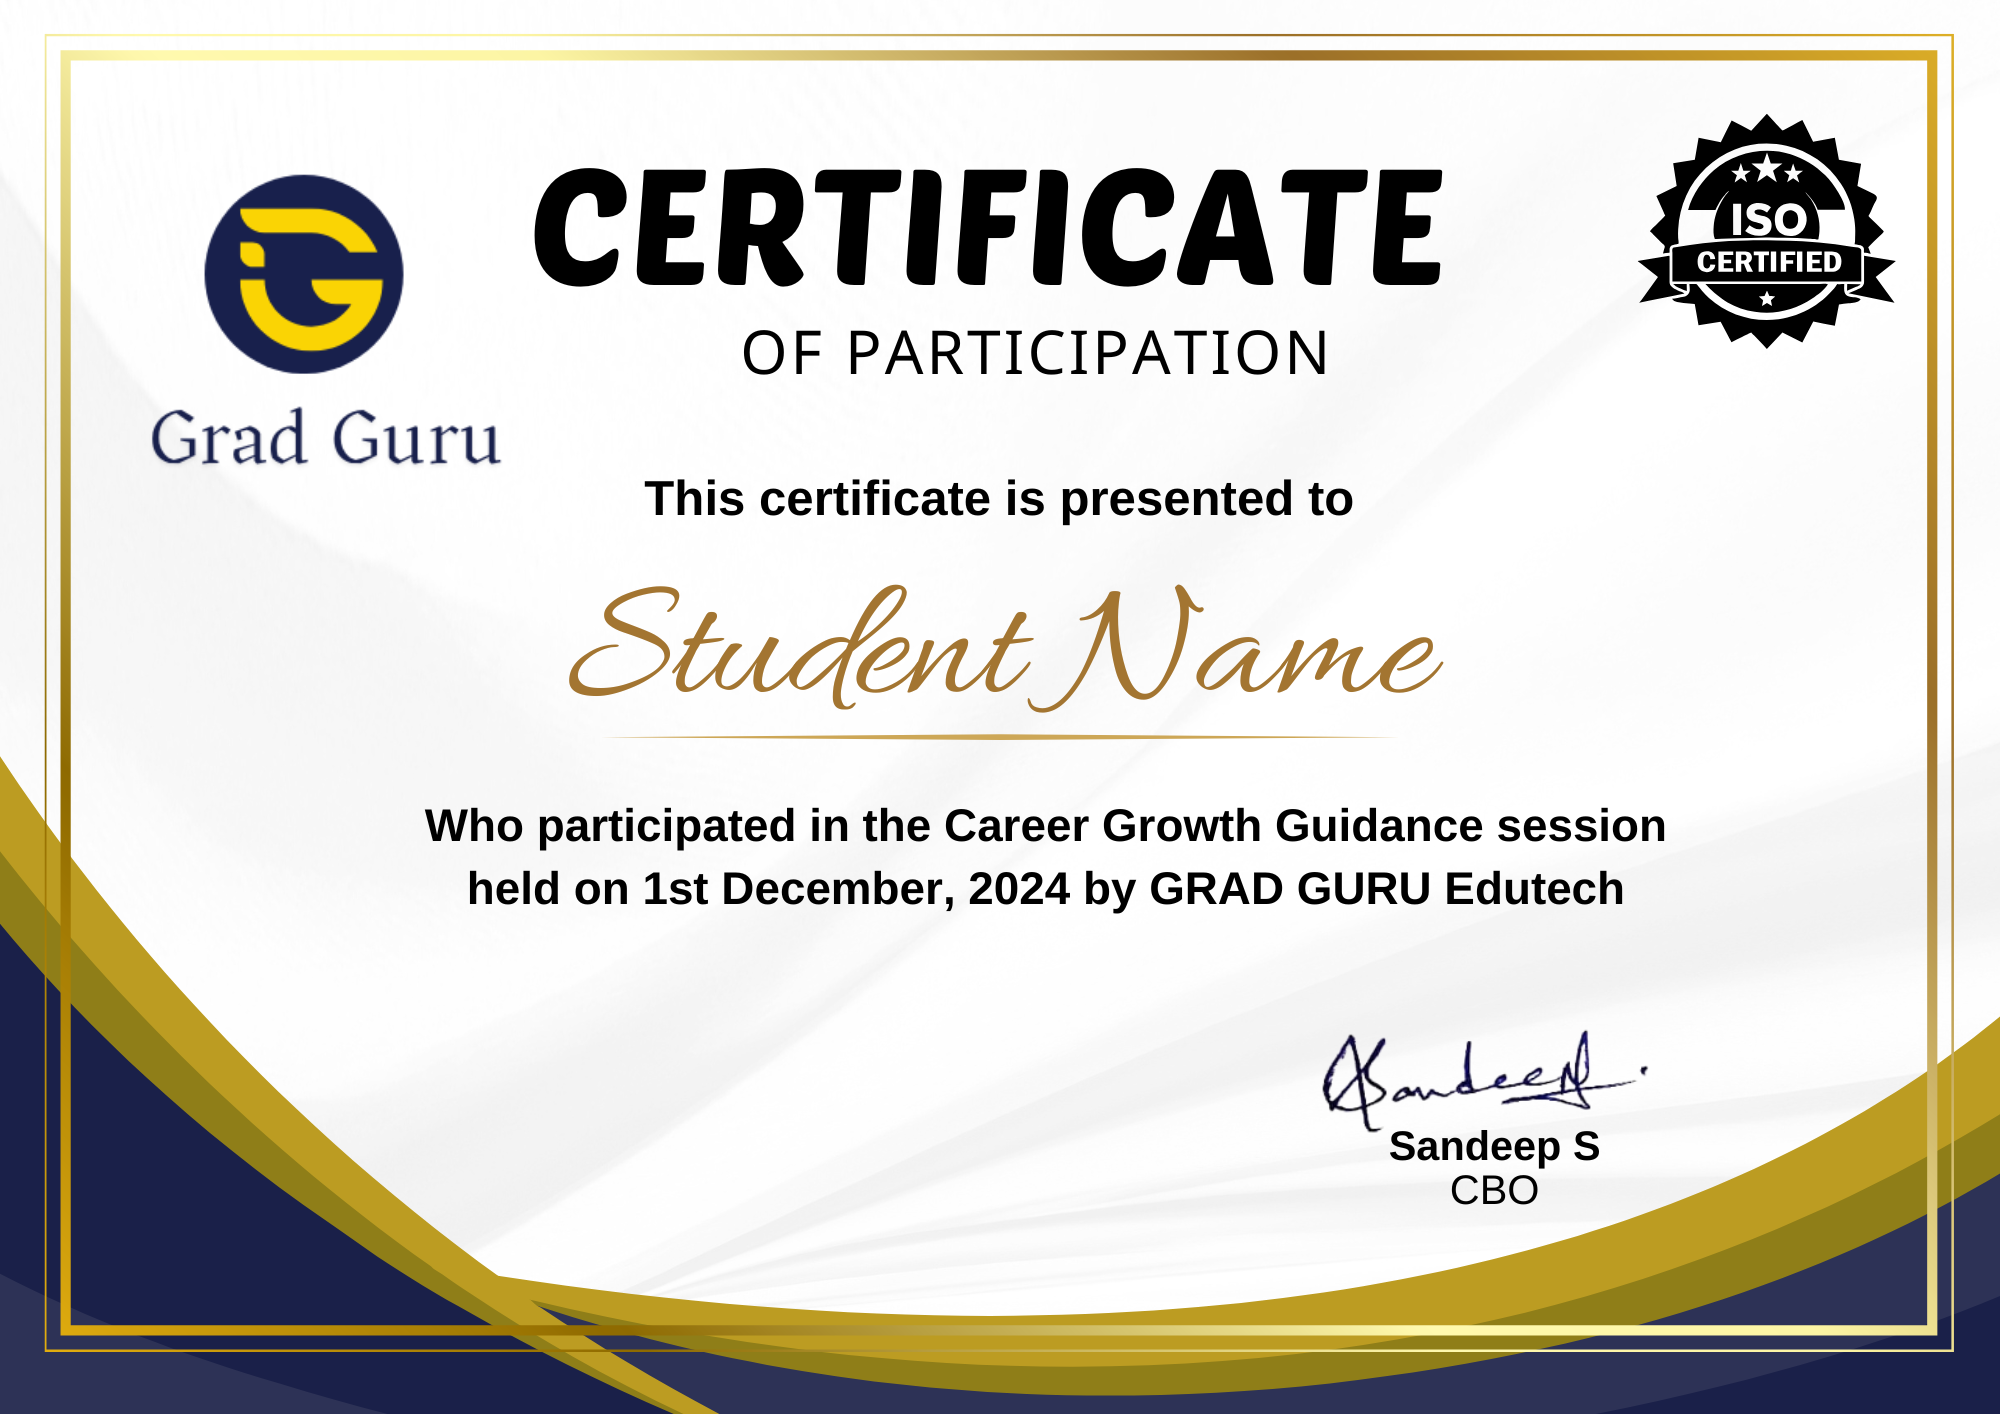 CERTIFICATE
OF PARTICIPATION
Grad Guru
ISO
CERTIFIED
This certificate is presented to
Student Name
Who participated in the Career Growth Guidance session
held on 1st December, 2024 by GRAD GURU Edutech
Sandeep
Sandeep S
CBO